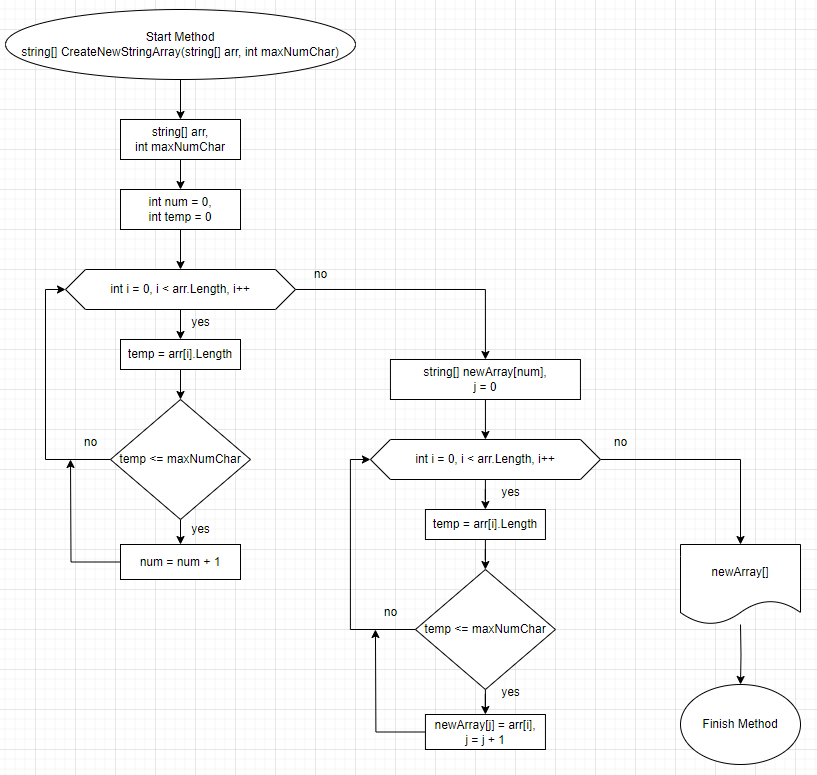 Start Method
string[] CreateNewStringArray(string[] arr, int maxNumChar)
string[] arr,
int maxNumChar
int num = 0,
int temp = 0
int i = 0, i < arr.Length, i++
no
yes
temp = arr[i].Length
temp <= maxNumChar
no
yes
num = num + 1
string[] newArray[num],
j = 0
int i = 0, i < arr.Length, i++
no
yes
temp = arr[i].Length
temp <= maxNumChar
no
yes
newArray[j] = arr[i],
j = j + 1
newArray[]
Finish Method